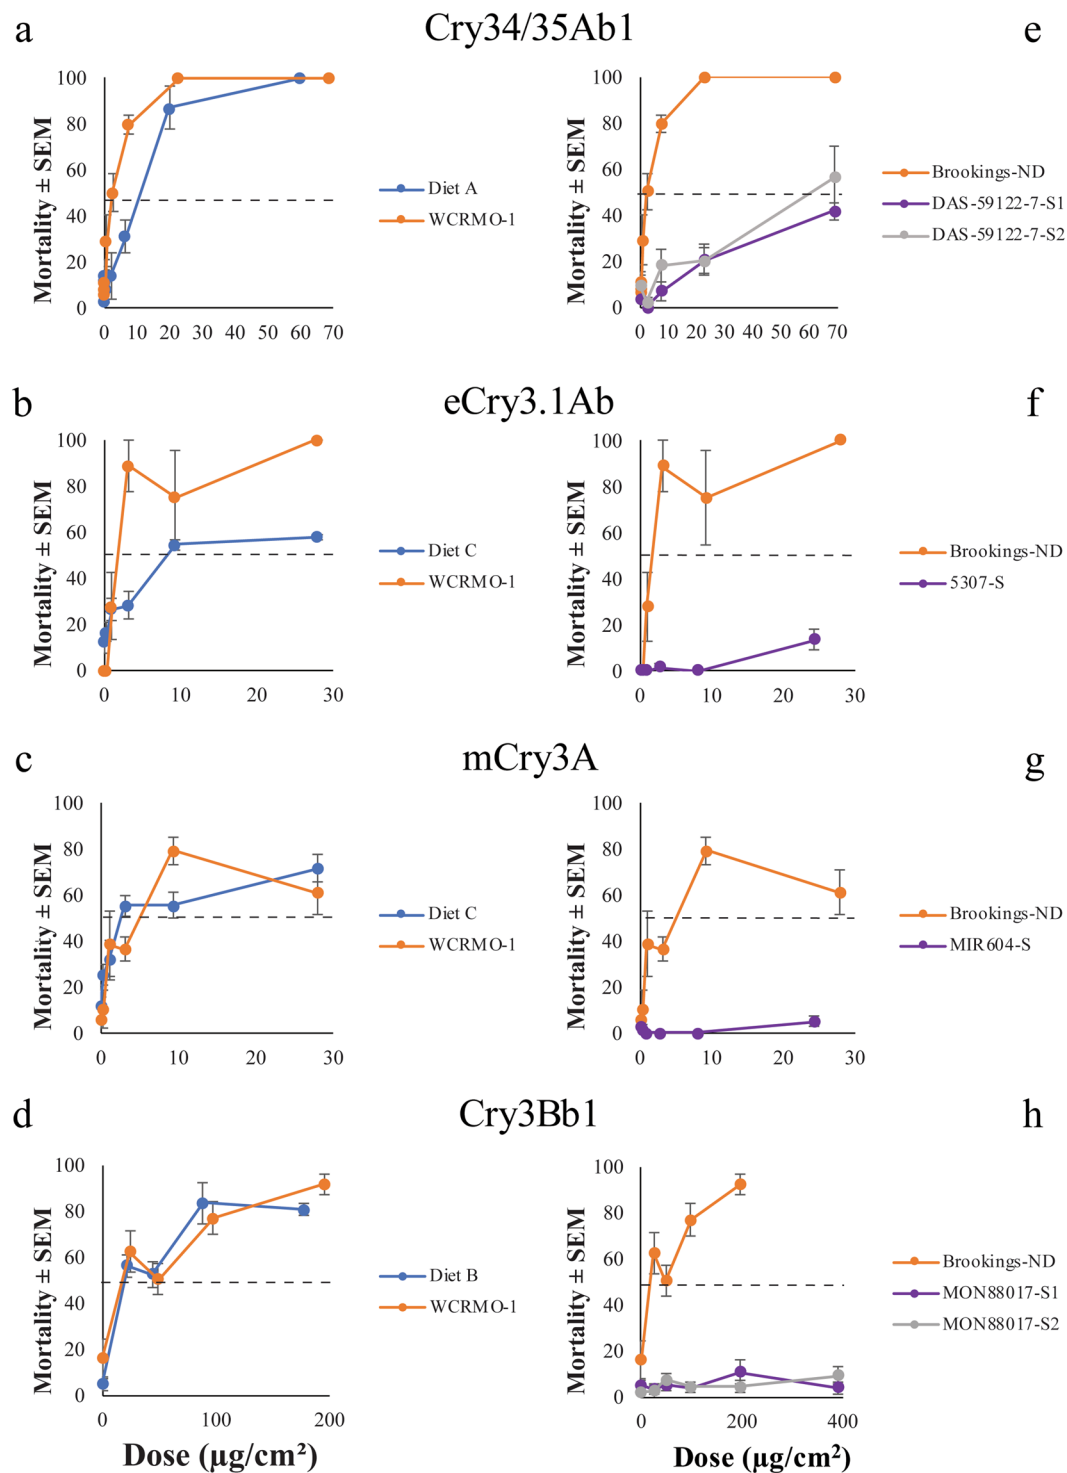 a
Cry34/35Ab1
e
Mortality ± SEM
100
80
60
40
20
0
0 10 20 30 40 50 60 70
Diet A
WCRMO-1
Mortality ± SEM
100
80
60
40
20
0
0 10 20 30 40 50 60 70
Brookings-ND
DAS-59122-7-S1
DAS-59122-7-S2
b
eCry3.1Ab
f
Mortality ± SEM
100
80
60
40
20
0
0 10 20 30
Diet C
WCRMO-1
Mortality ± SEM
100
80
60
40
20
0
0 10 20 30
Brookings-ND
5307-S
c
mCry3A
g
Mortality ± SEM
100
80
60
40
20
0
0 10 20 30
Diet C
WCRMO-1
Mortality ± SEM
100
80
60
40
20
0
0 10 20 30
Brookings-ND
MIR604-S
d
Cry3Bb1
h
Mortality ± SEM
100
80
60
40
20
0
0 100 200
Dose (µg/cm²)
Diet B
WCRMO-1
Mortality ± SEM
100
80
60
40
20
0
0 200 400
Dose (µg/cm²)
Brookings-ND
MON88017-S1
MON88017-S2